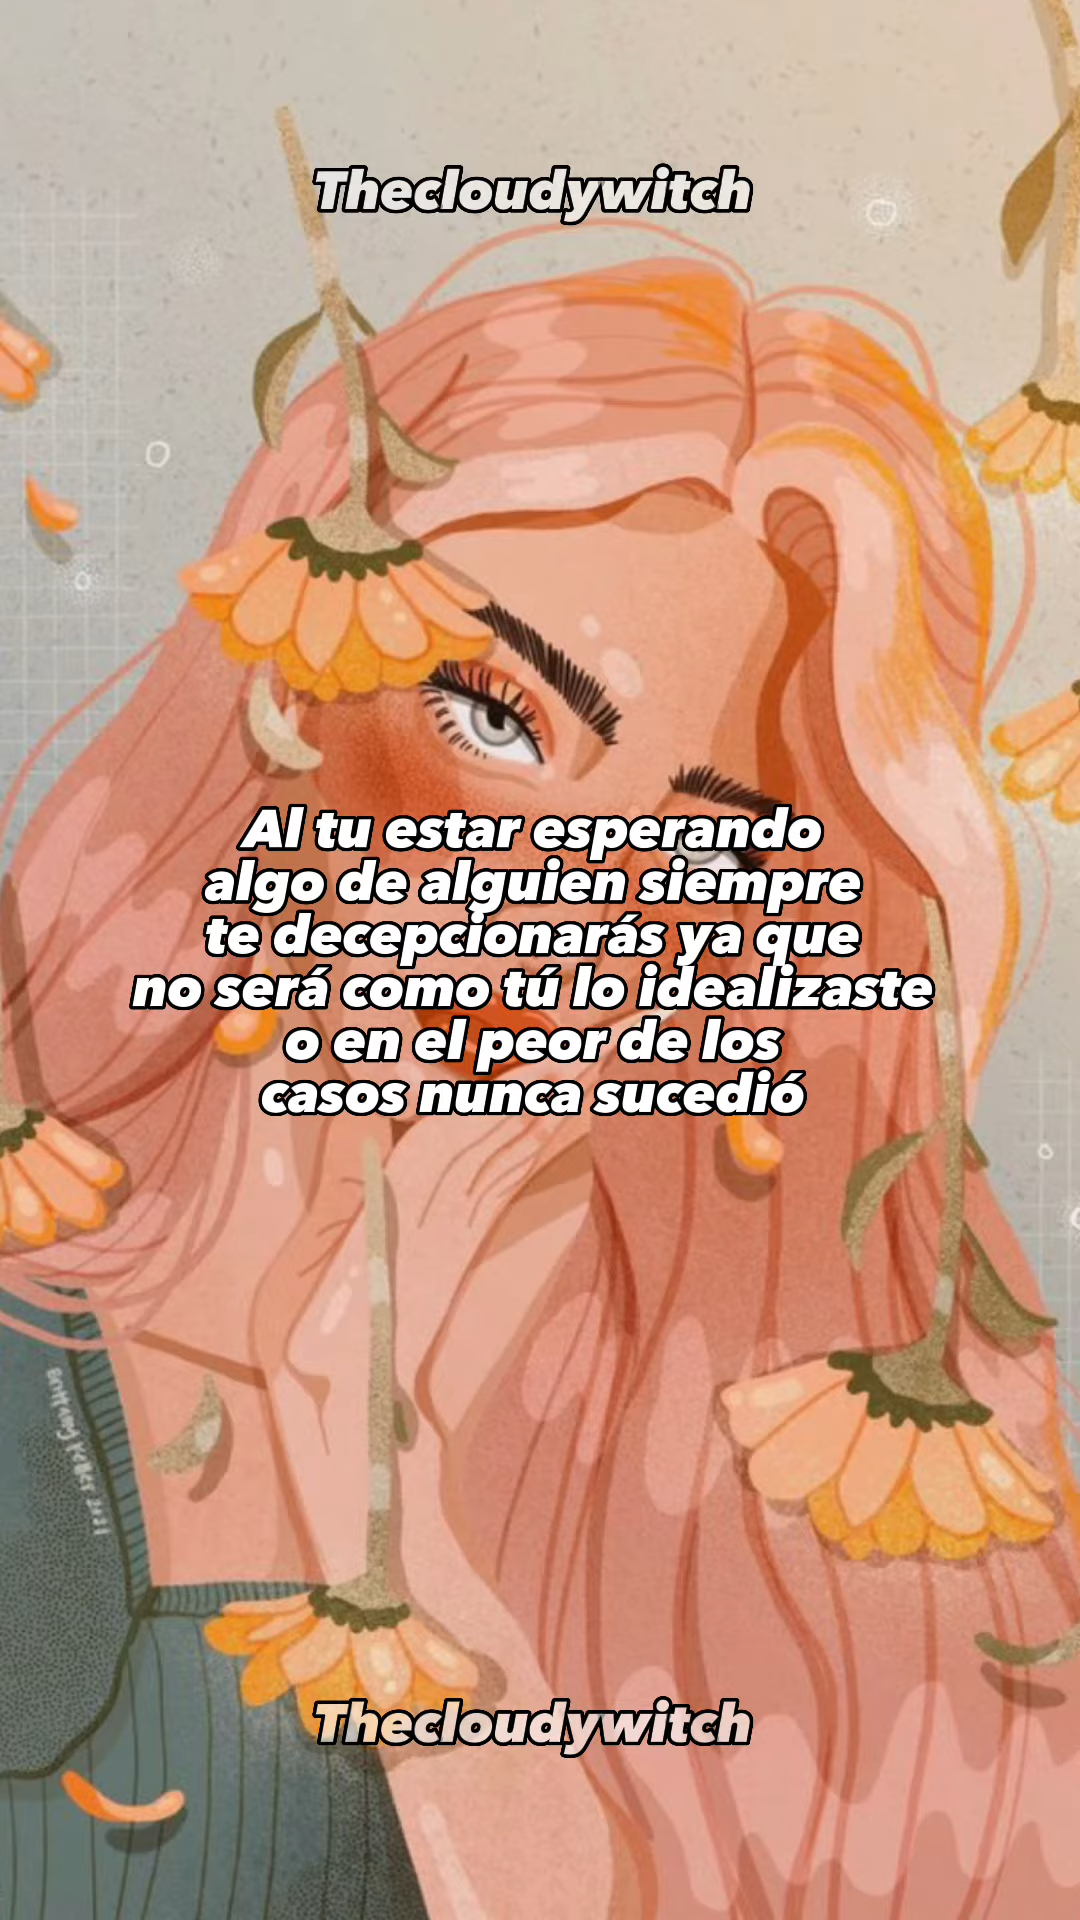 Thecloudywitch
Al tu estar esperando
algo de alguien siempre
te decepcionarás ya que
no será como tú lo idealizaste
o en el peor de los
casos nunca sucedió
Thecloudywitch